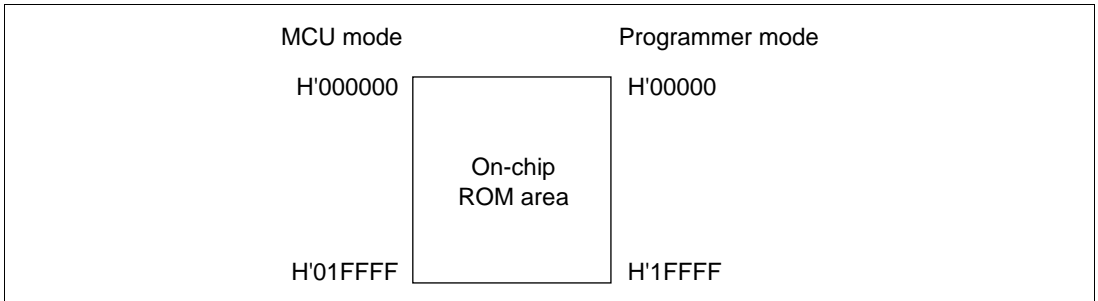 MCU mode Programmer mode
H'000000 H'00000
On-chip
ROM area
H'01FFFF H'1FFFF